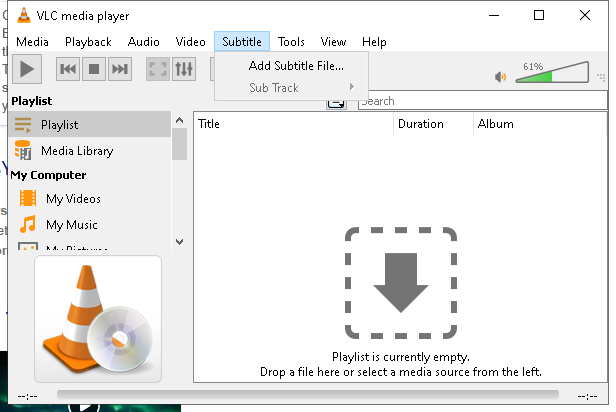 VLC media player
Media Playback Audio Video Subtitle Tools View Help
Add Subtitle File...
Sub Track
61%
Playlist
Search
Playlist
Title Duration Album
Media Library
My Computer
My Videos
My Music
My Pictures
Playlist is currently empty.
Drop a file here or select a media source from the left.
--:-- --:--